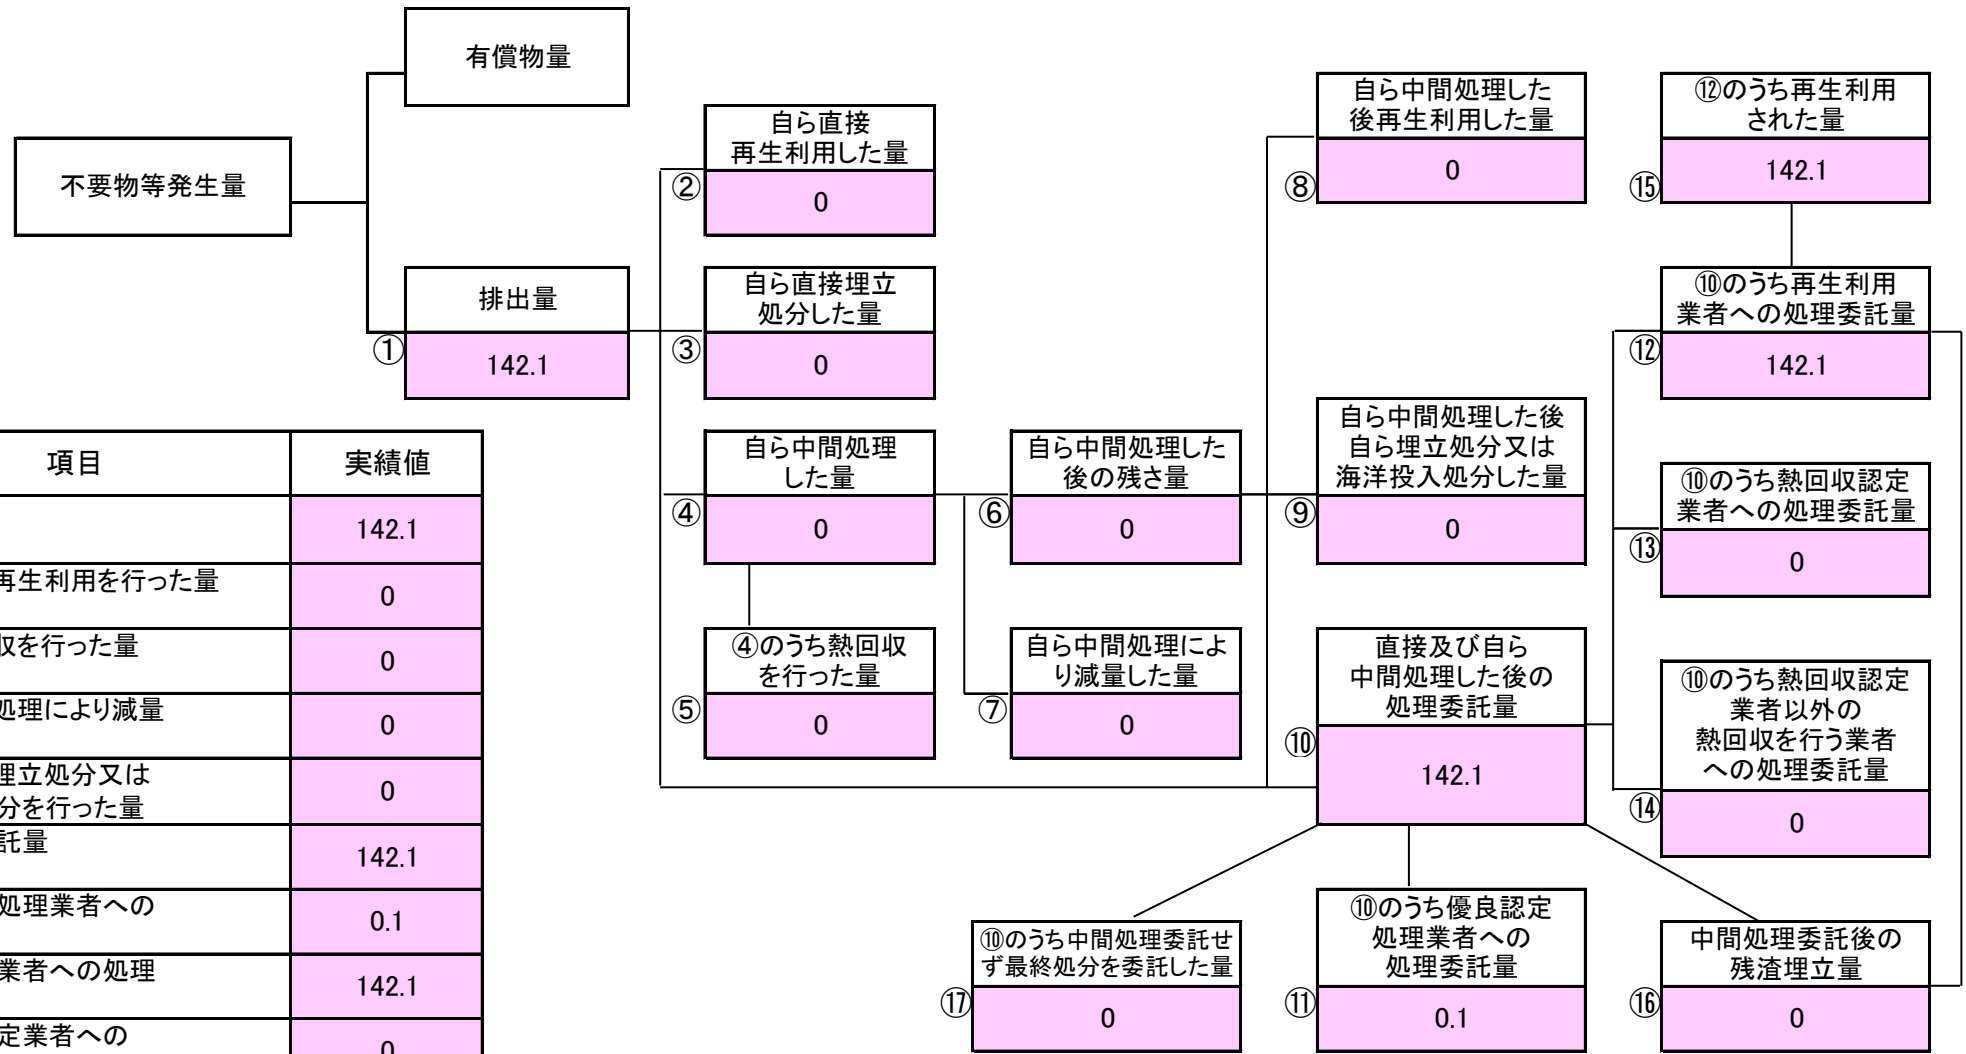 有償物量
不要物等発生量
排出量
①
142.1
自ら直接
再生利用した量
②
0
自ら直接埋立
処分した量
③
0
自ら中間処理
した量
④
0
④のうち熱回収
を行った量
⑤
0
自ら中間処理した
後の残さ量
⑥
0
自ら中間処理によ
り減量した量
⑦
0
自ら中間処理した
後再生利用した量
⑧
0
自ら中間処理した後
自ら埋立処分又は
海洋投入処分した量
⑨
0
直接及び自ら
中間処理した後の
処理委託量
⑩
142.1
⑫のうち再生利用
された量
⑮
142.1
⑩のうち再生利用
業者への処理委託量
⑫
142.1
⑩のうち熱回収認定
業者への処理委託量
⑬
0
⑩のうち熱回収認定
業者以外の
熱回収を行う業者
への処理委託量
⑭
0
⑩のうち中間処理委託せ
ず最終処分を委託した量
⑰
0
⑩のうち優良認定
処理業者への
処理委託量
⑪
0.1
中間処理委託後の
残渣埋立量
⑯
0
項目 実績値
142.1
再生利用を行った量 0
収を行った量 0
処理により減量 0
埋立処分又は
分を行った量 0
託量 142.1
処理業者への 0.1
業者への処理 142.1
定業者への 0